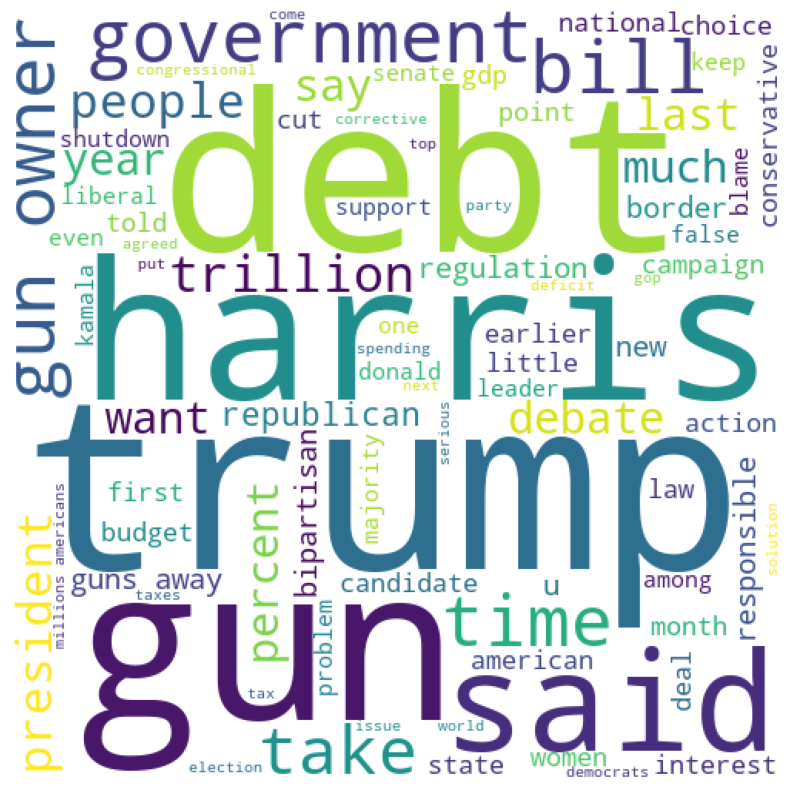 come
government
national
choice
congressional
say
senate
gdp
bill
keep
people
cut
corrective
point
last
conservative
owner
shutdown
debt
top
much
blame
year
liberal
support
party
border
told
even
agreed
false
gun
put
trillion
regulation
campaign
kamala
harris
deficit
gop
one
earlier
new
spending
little
donald
next
leader
want
republican
debate
action
trump
serious
bipartisan
majority
law
responsible
first
percent
budget
president
millions americans
solution
guns away
candidate
u
among
taxes
gun
time
month
problem
american
said
deal
tax
issue
world
take
women
election
state
democrats
interest